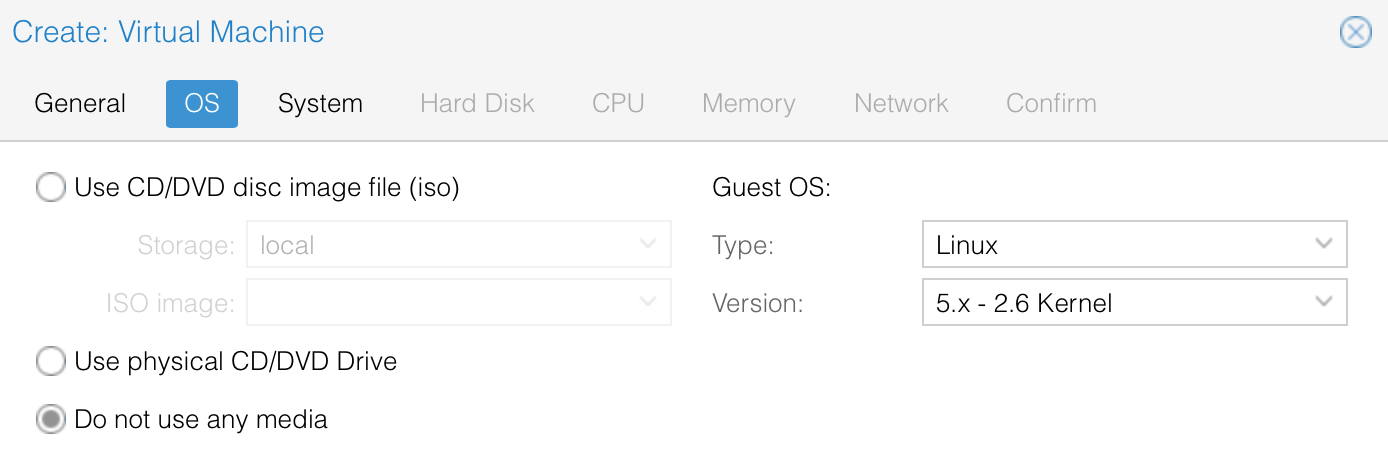 Create: Virtual Machine
General OS System Hard Disk CPU Memory Network Confirm
Use CD/DVD disc image file (iso)
Storage: local
ISO image:
Use physical CD/DVD Drive
Do not use any media
Guest OS:
Type: Linux
Version: 5.x - 2.6 Kernel